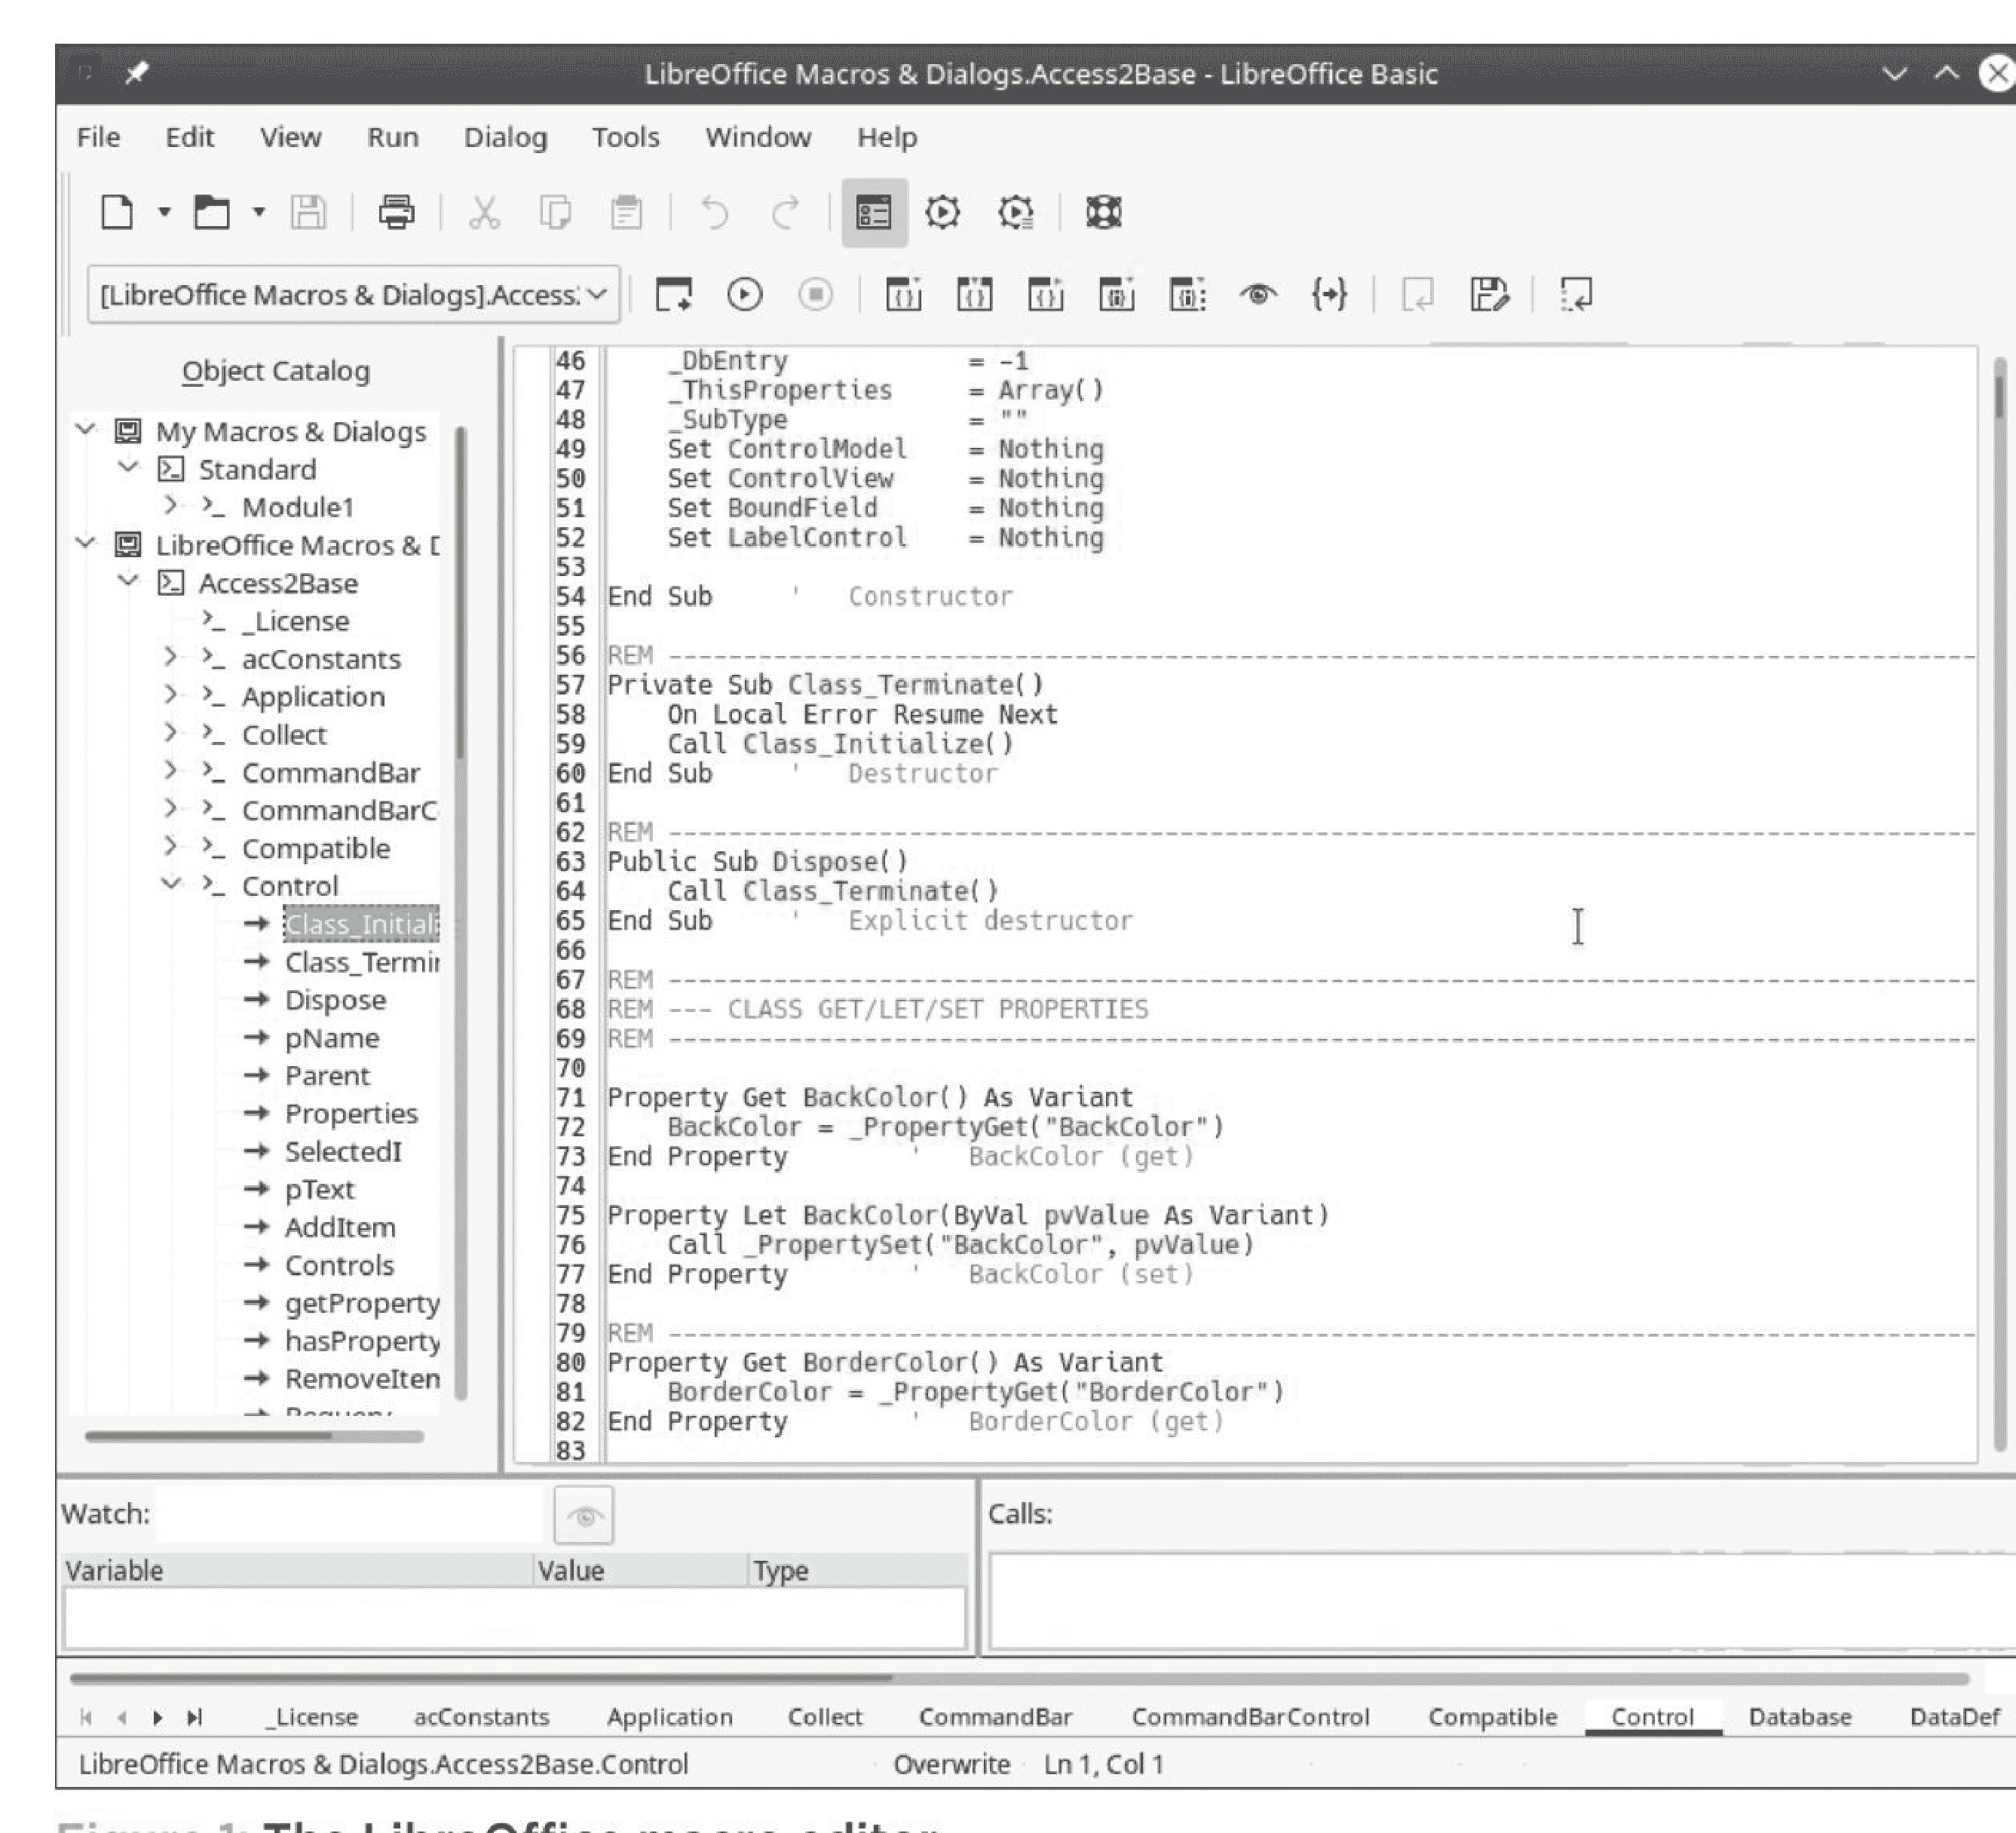 LibreOffice Macros & Dialogs.Access2Base - LibreOffice Basic
File Edit View Run Dialog Tools Window Help
[LibreOffice Macros & Dialogs].Access:
Object Catalog
My Macros & Dialogs
Standard
Module1
LibreOffice Macros & D
Access2Base
_License
acConstants
Application
Collect
CommandBar
CommandBarC
Compatible
Control
Class_Initiali
Class_Termin
Dispose
pName
Parent
Properties
SelectedI
pText
AddItem
Controls
getProperty
hasProperty
RemoveItem
Requery
46 _DbEntry = -1
47 _ThisProperties = Array()
48 _SubType = ""
49 Set ControlModel = Nothing
50 Set ControlView = Nothing
51 Set BoundField = Nothing
52 Set LabelControl = Nothing
53
54 End Sub ' Constructor
55
56 REM ---------------------------------------------------------------------------------------
57 Private Sub Class_Terminate()
58 On Local Error Resume Next
59 Call Class_Initialize()
60 End Sub ' Destructor
61
62 REM ---------------------------------------------------------------------------------------
63 Public Sub Dispose()
64 Call Class_Terminate()
65 End Sub ' Explicit destructor
66
67 REM ---------------------------------------------------------------------------------------
68 REM --- CLASS GET/LET/SET PROPERTIES
69 REM ---------------------------------------------------------------------------------------
70
71 Property Get BackColor() As Variant
72 BackColor = _PropertyGet("BackColor")
73 End Property ' BackColor (get)
74
75 Property Let BackColor(ByVal pvValue As Variant)
76 Call _PropertySet("BackColor", pvValue)
77 End Property ' BackColor (set)
78
79 REM ---------------------------------------------------------------------------------------
80 Property Get BorderColor() As Variant
81 BorderColor = _PropertyGet("BorderColor")
82 End Property ' BorderColor (get)
83
Watch:
Variable Value Type
Calls:
_License acConstants Application Collect CommandBar CommandBarControl Compatible Control Database DataDef
LibreOffice Macros & Dialogs.Access2Base.Control Overwrite Ln 1, Col 1
Figure 1: The LibreOffice macro editor